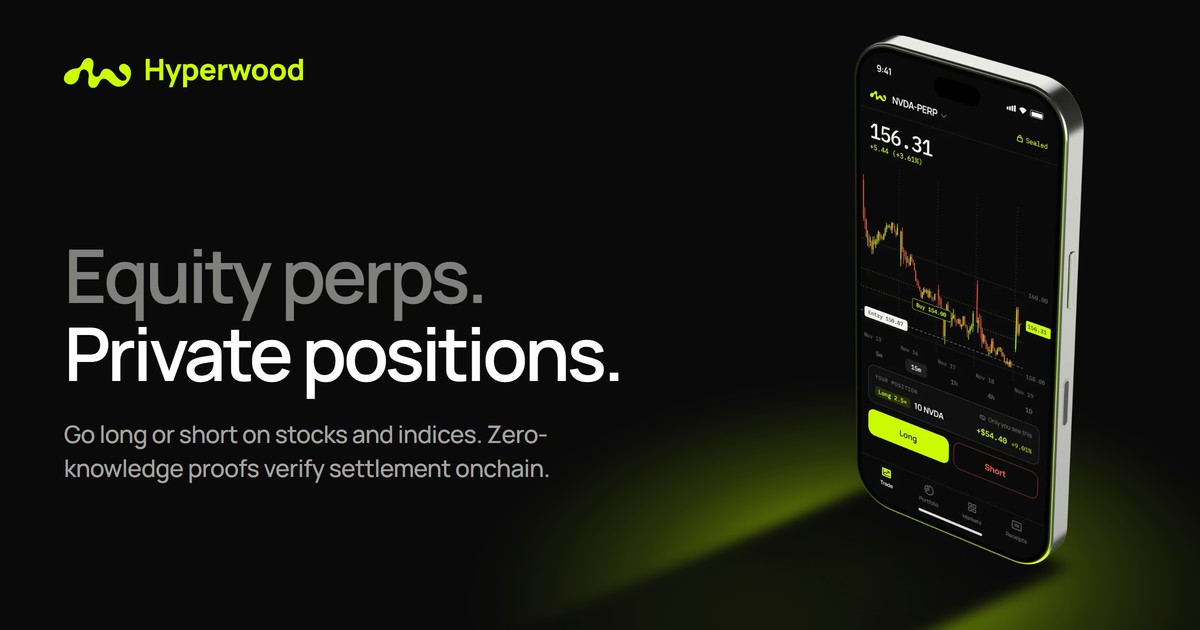 Hyperwood
Equity perps.
Private positions.
Go long or short on stocks and indices. Zero-
knowledge proofs verify settlement onchain.
9:41
NVDA-PERP
Sealed
156.31
+5.44 (+3.61%)
160.00
Buy 154.00
156.31
Entry 150.87
150.00
Nov 13
Nov 14
Nov 17
Nov 18
Nov 19
5m
15m
1h
4h
1D
YOUR POSITION
Only you see this
Long 2.5×
10 NVDA
+$54.40
+9.01%
Long
Short
Trade
Portfolio
Markets
Receipts